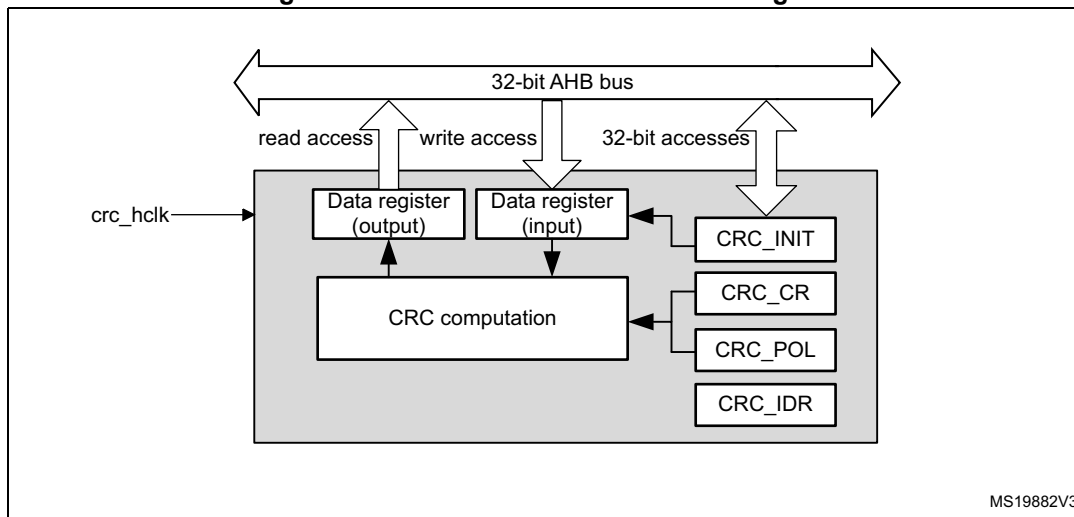 32-bit AHB bus
read access
write access
32-bit accesses
crc_hclk
Data register
(output)
Data register
(input)
CRC_INIT
CRC_CR
CRC computation
CRC_POL
CRC_IDR
MS19882V3